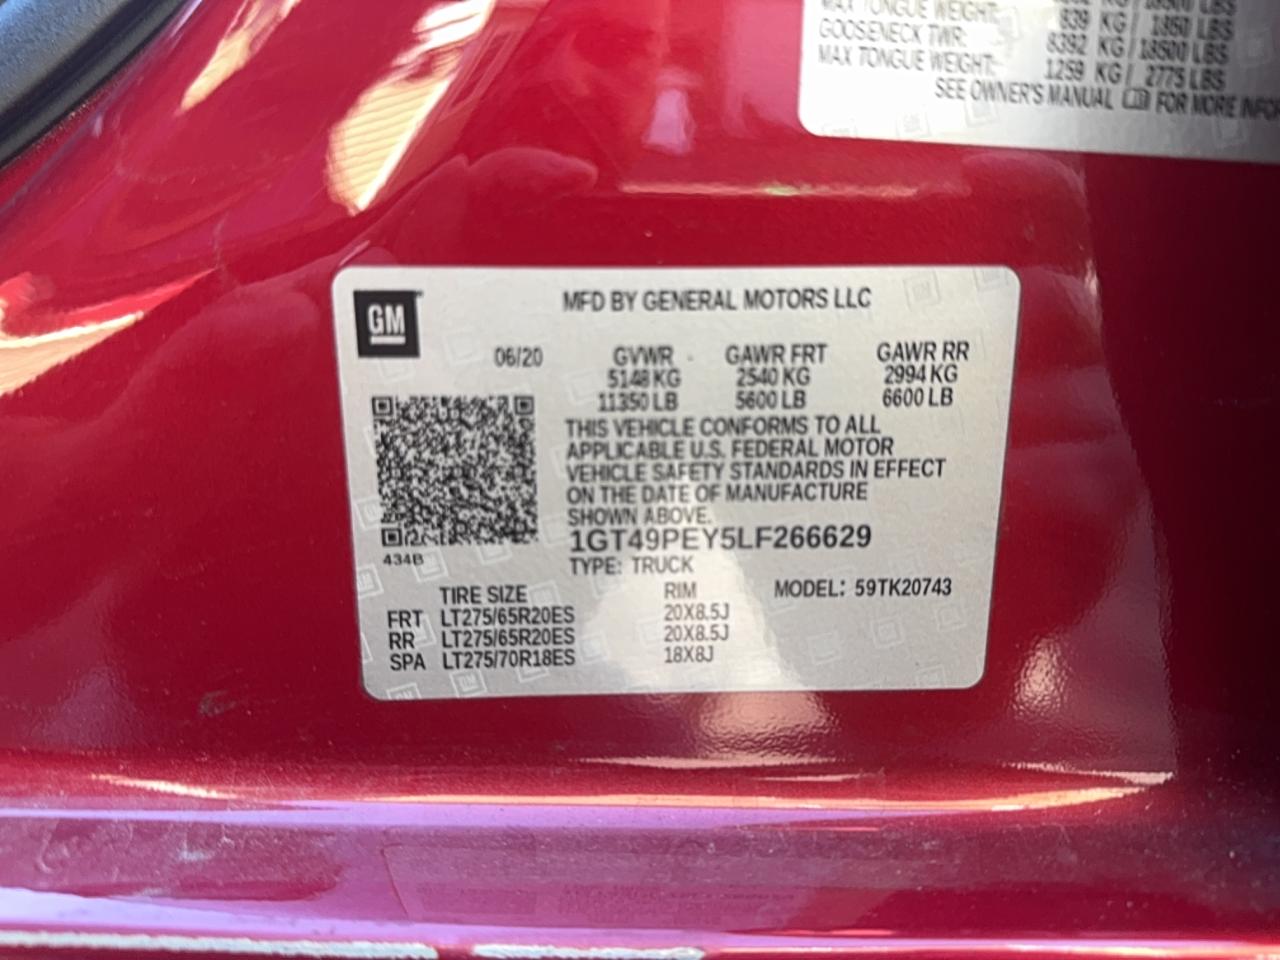 MAX TONGUE WEIGHT: 839 KG / 1850 LBS
GOOSENECK TWR: 8392 KG / 18500 LBS
MAX TONGUE WEIGHT: 1259 KG / 2775 LBS
SEE OWNER'S MANUAL FOR MORE
GM
MFD BY GENERAL MOTORS LLC
06/20 GVWR GAWR FRT GAWR RR
5148 KG 2540 KG 2994 KG
11350 LB 5600 LB 6600 LB
THIS VEHICLE CONFORMS TO ALL
APPLICABLE U.S. FEDERAL MOTOR
VEHICLE SAFETY STANDARDS IN EFFECT
ON THE DATE OF MANUFACTURE
SHOWN ABOVE.
1GT49PEY5LF266629
434B
TYPE: TRUCK
TIRE SIZE RIM MODEL: 59TK20743
FRT LT275/65R20ES 20X8.5J
RR LT275/65R20ES 20X8.5J
SPA LT275/70R18ES 18X8J